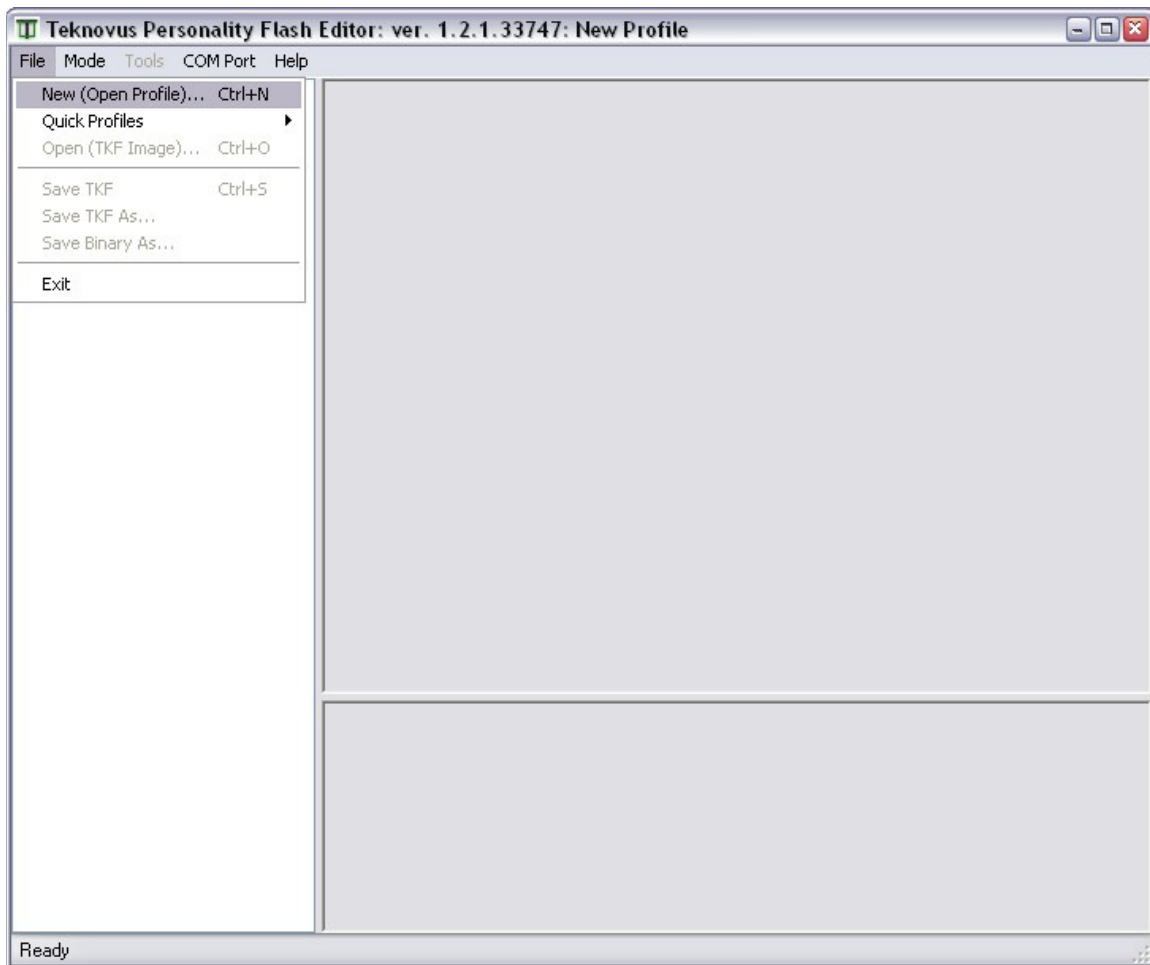 Teknovus Personality Flash Editor: ver. 1.2.1.33747: New Profile
File Mode Tools COM Port Help
New (Open Profile)... Ctrl+N
Quick Profiles
Open (TKF Image)... Ctrl+O
Save TKF Ctrl+S
Save TKF As...
Save Binary As...
Exit
Ready